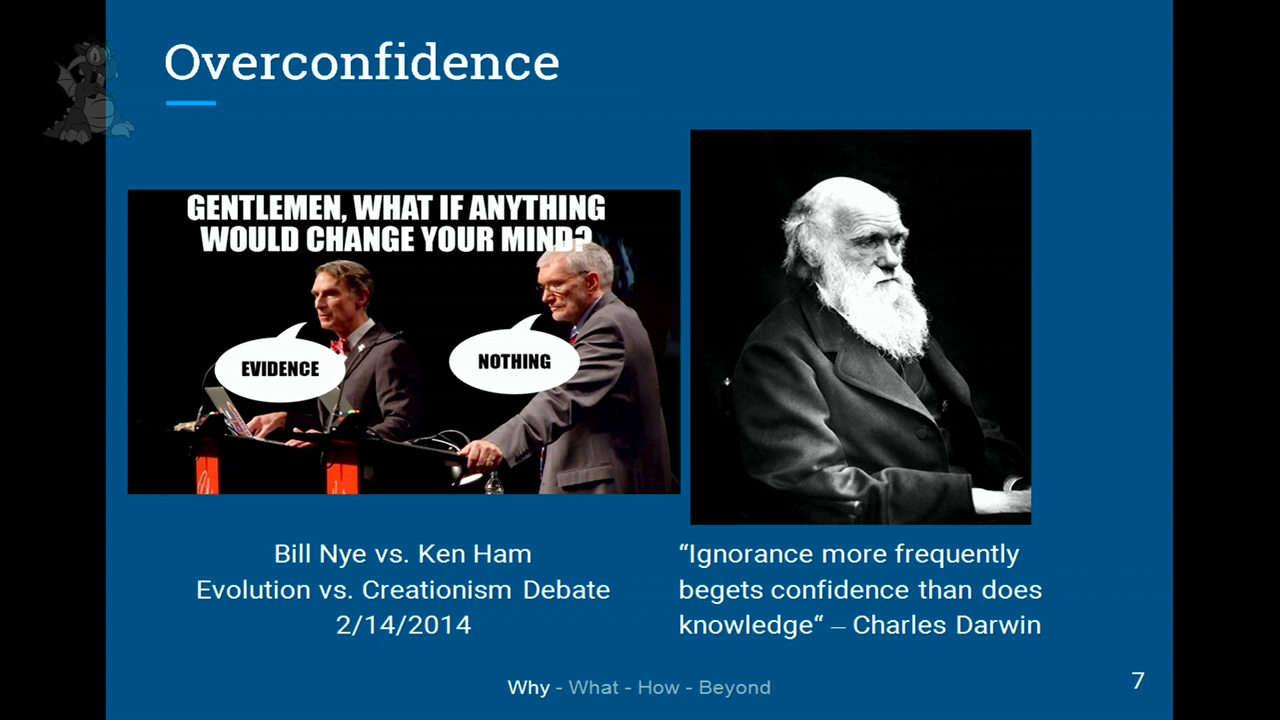 Overconfidence
GENTLEMEN, WHAT IF ANYTHING
WOULD CHANGE YOUR MIND?
EVIDENCE
NOTHING
Bill Nye vs. Ken Ham
Evolution vs. Creationism Debate
2/14/2014
“Ignorance more frequently
begets confidence than does
knowledge“ – Charles Darwin
Why - What - How - Beyond
7